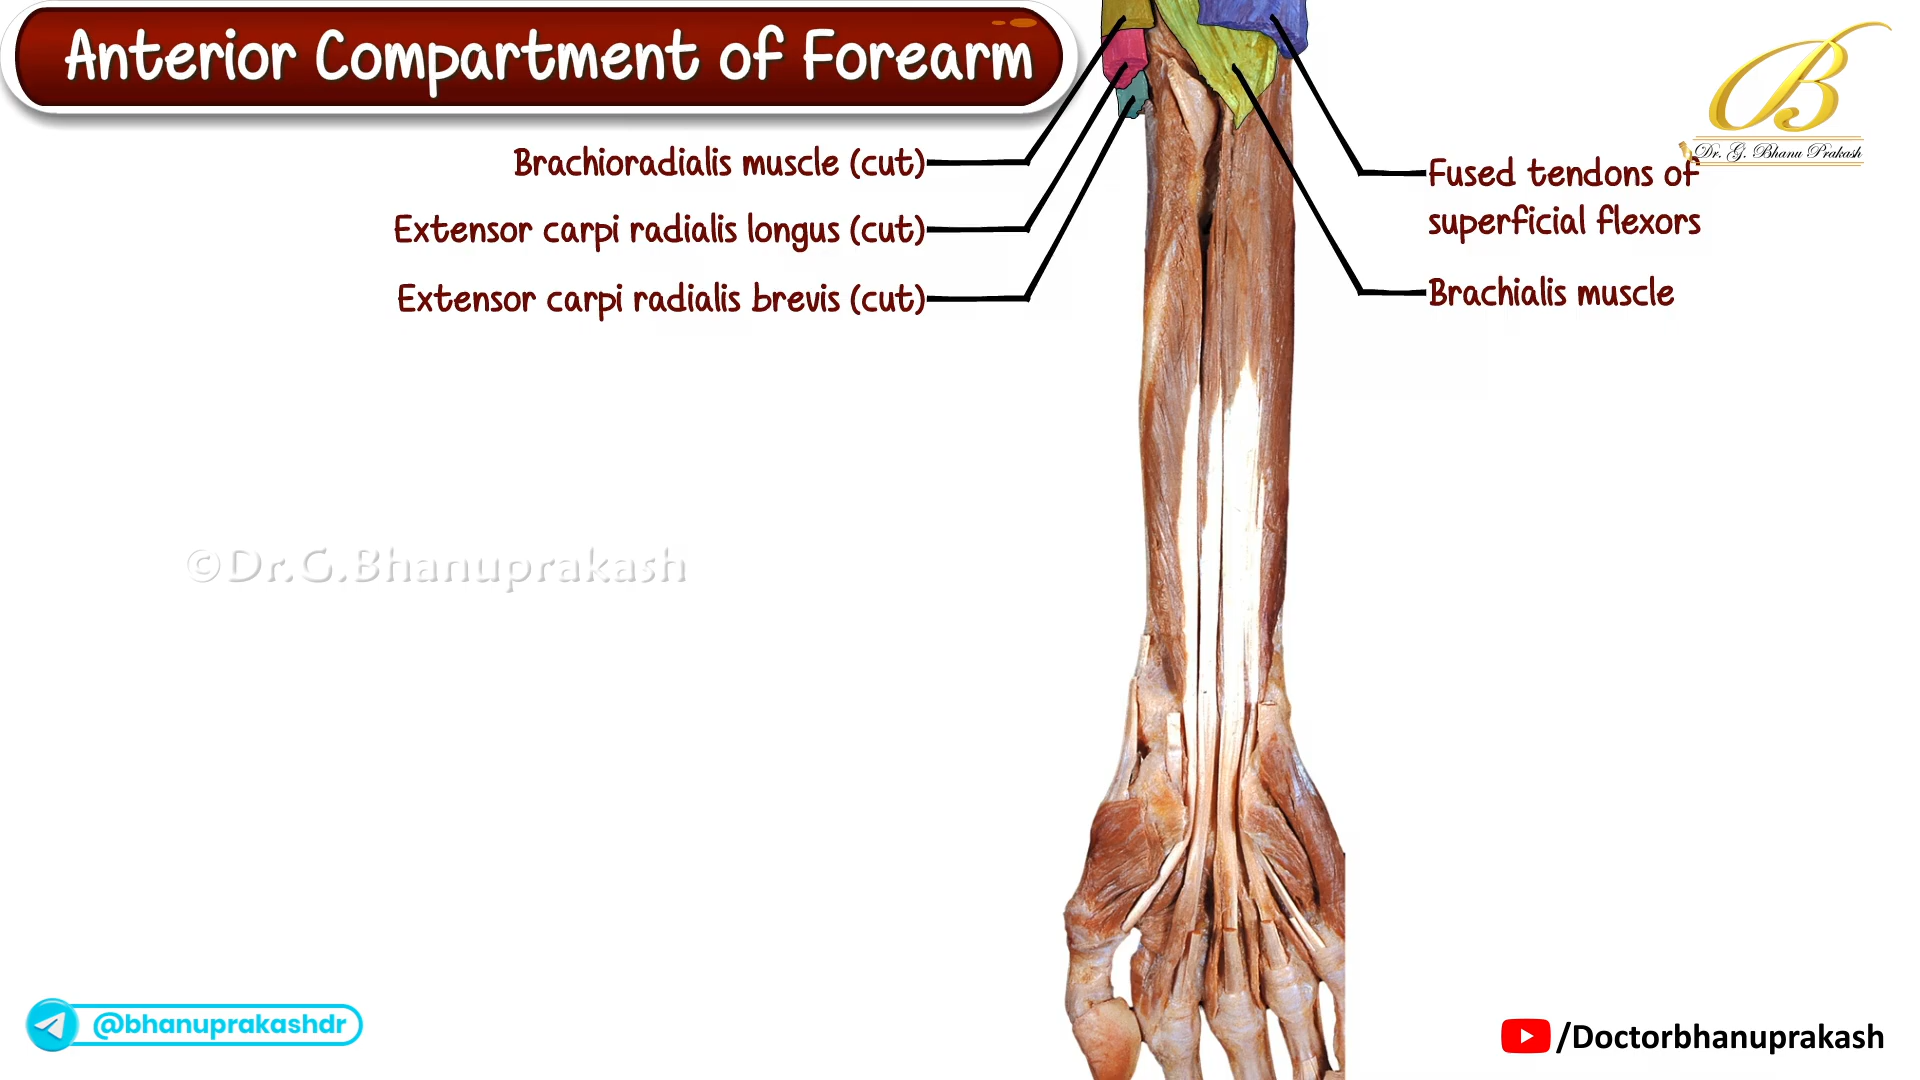 Anterior Compartment of Forearm
B
Dr. G. Bhanu Prakash
Brachioradialis muscle (cut)
Extensor carpi radialis longus (cut)
Extensor carpi radialis brevis (cut)
Fused tendons of
superficial flexors
Brachialis muscle
©Dr.G.Bhanuprakash
@bhanuprakashdr
/Doctorbhanuprakash